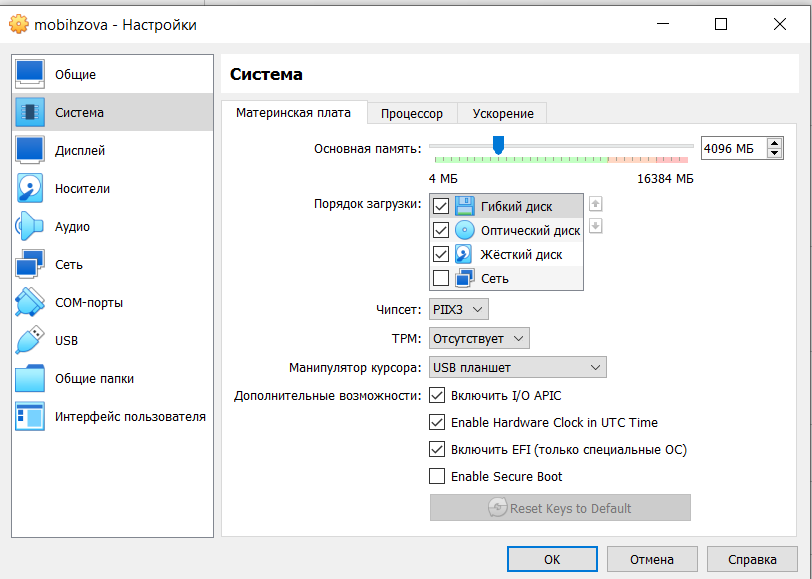 mobihzova - Настройки
Общие
Система
Дисплей
Носители
Аудио
Сеть
COM-порты
USB
Общие папки
Интерфейс пользователя
Система
Материнская плата
Процессор
Ускорение
Основная память:
4096 МБ
4 МБ
16384 МБ
Порядок загрузки:
Гибкий диск
Оптический диск
Жёсткий диск
Сеть
Чипсет:
PIIX3
TPM:
Отсутствует
Манипулятор курсора:
USB планшет
Дополнительные возможности:
Включить I/O APIC
Enable Hardware Clock in UTC Time
Включить EFI (только специальные ОС)
Enable Secure Boot
Reset Keys to Default
OK
Отмена
Справка